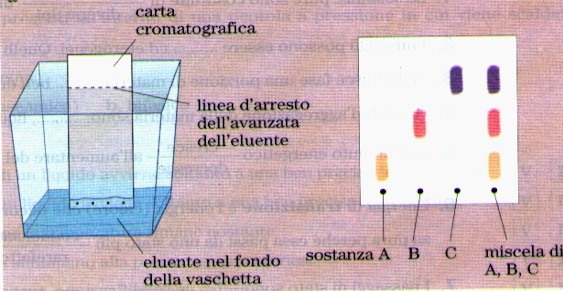 carta
cromatografica
linea d'arresto
dell'avanzata
dell'eluente
eluente nel fondo
della vaschetta
sostanza A B C miscela di
A, B, C